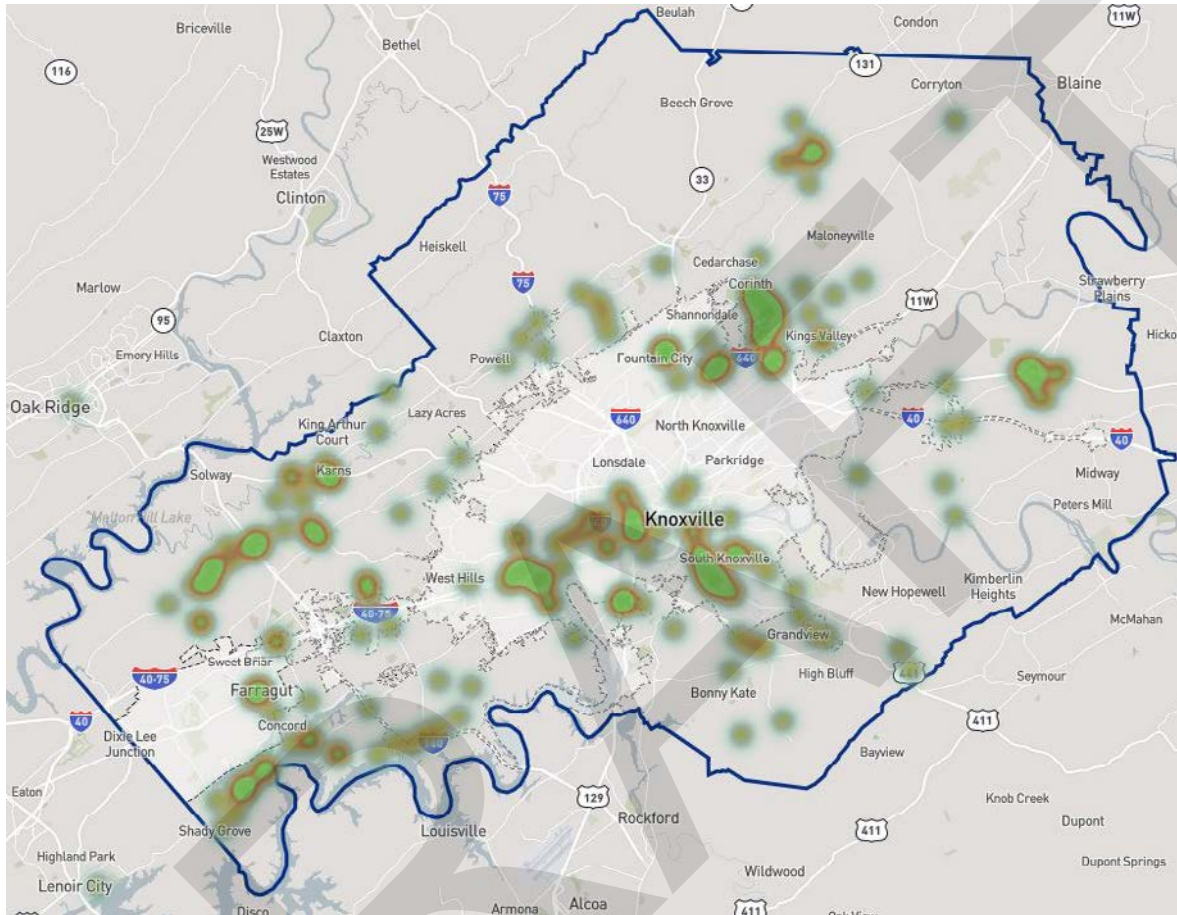 Beulah
Condon
11W
Briceville
Bethel
116
131
Corryton
Blaine
Beech Grove
25W
Westwood
Estates
Clinton
33
75
Heiskell
Maloneyville
Cedarchase
75
Corinth
Strawberry
Plains
Marlow
11W
95
Shannondale
Claxton
Kings Valley
Hicko
Emory Hills
Powell
Fountain City
640
Oak Ridge
Lazy Acres
640
40
King Arthur
Court
North Knoxville
40
Solway
Karns
Lonsdale
Parkridge
Midway
Peters Mill
Melton Hill Lake
Knoxville
South Knoxville
West Hills
Kimberlin
Heights
New Hopewell
40-75
McMahan
Grandview
Sweet Briar
High Bluff
441
Seymour
40-75
Farragut
Bonny Kate
40
Concord
411
Dixie Lee
Junction
140
Bayview
Eaton
129
Knob Creek
Rockford
Dupont
Shady Grove
Louisville
411
Highland Park
Dupont Springs
Lenoir City
Wildwood
Disco
Armona
Alcoa
411
DRAFT